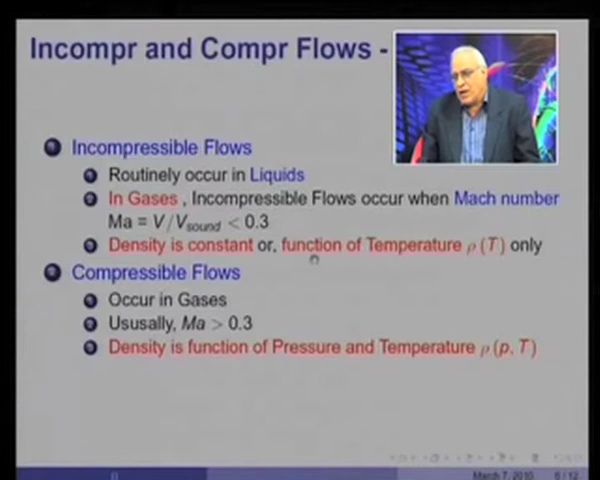 Incompr and Compr Flows -
Incompressible Flows
Routinely occur in Liquids
In Gases , Incompressible Flows occur when Mach number
Ma = V/Vsound < 0.3
Density is constant or, function of Temperature ρ (T) only
Compressible Flows
Occur in Gases
Ususally, Ma > 0.3
Density is function of Pressure and Temperature ρ (p, T)
March 7, 2010 6 / 12